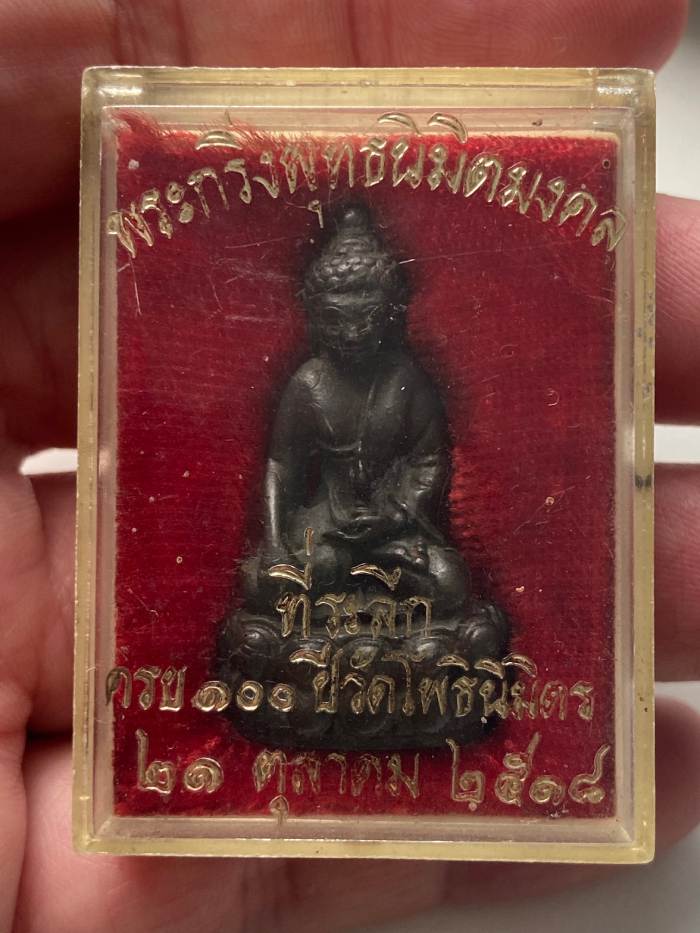 พระกริ่งพุทธนิมิตมงคล
ที่ระลึก
ครบ ๑๐๐ ปีวัดโพธินิมิตร
๒๑ ตุลาคม ๒๕๑๘